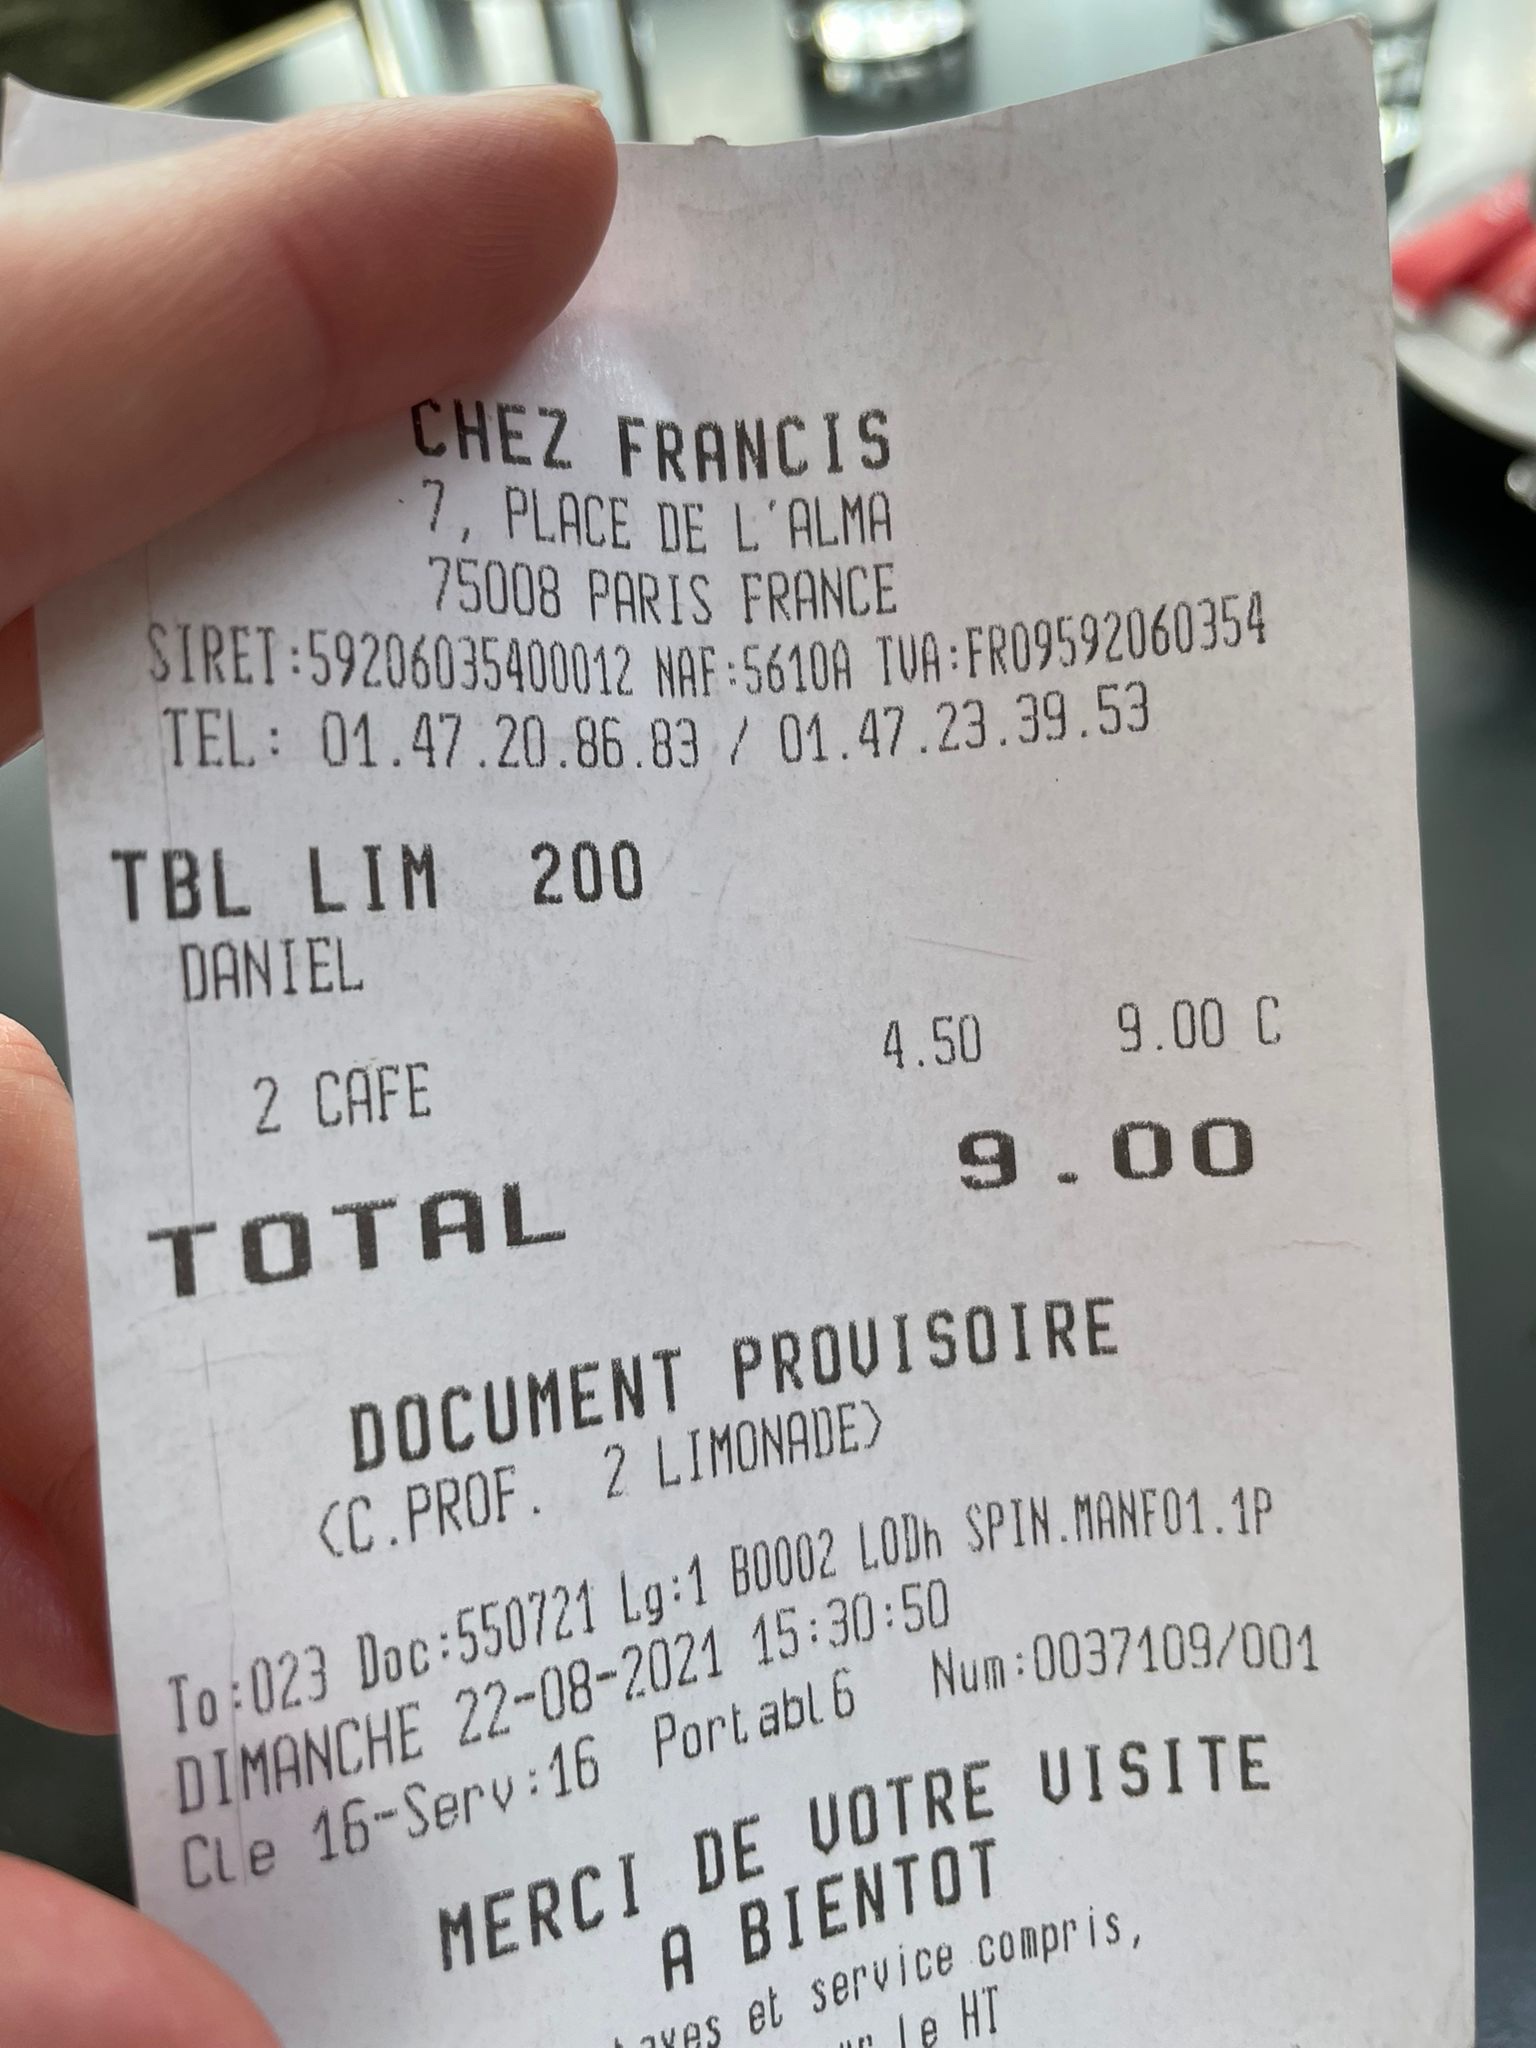 CHEZ FRANCIS
7, PLACE DE L'ALMA
75008 PARIS FRANCE
SIRET:59206035400012 NAF:5610A TVA:FR09592060354
TEL: 01.47.20.86.83 / 01.47.23.39.53
TBL LIM 200
DANIEL
2 CAFE 4.50 9.00 C
TOTAL 9.00
DOCUMENT PROVISOIRE
<C.PROF. 2 LIMONADE>
To:023 Doc:550721 Lg:1 B0002 LODh SPIN.MANF01.1P
DIMANCHE 22-08-2021 15:30:50
Cle 16-Serv:16 Portabl6 Num:0037109/001
MERCI DE VOTRE VISITE
A BIENTOT
et service compris,
le HT